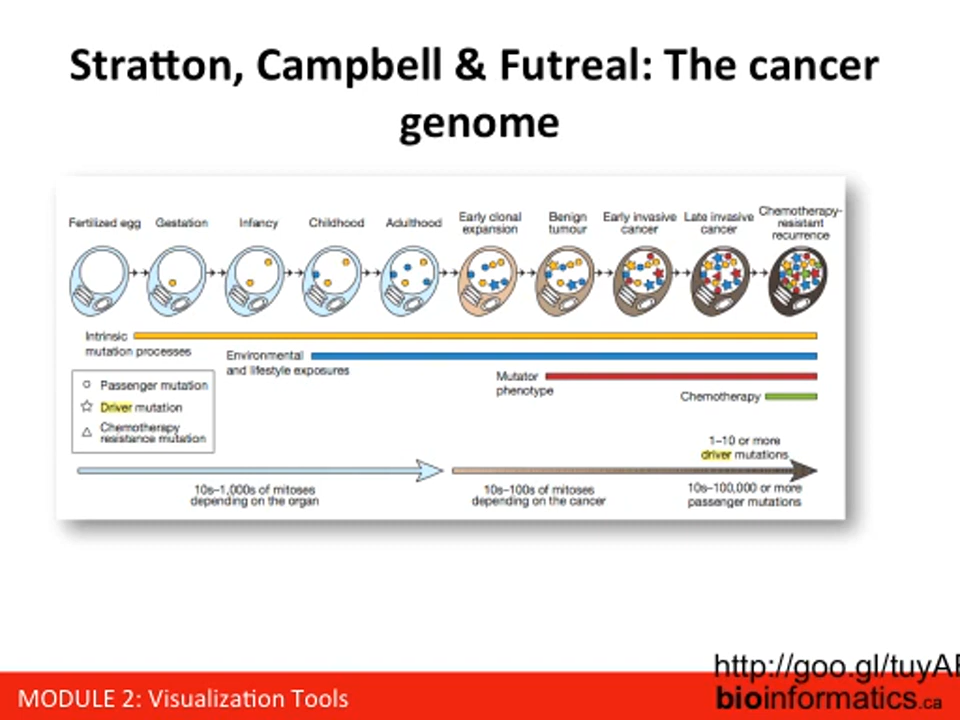 Stratton, Campbell & Futreal: The cancer
genome
Fertilized egg
Gestation
Infancy
Childhood
Adulthood
Early clonal
expansion
Benign
tumour
Early invasive
cancer
Late invasive
cancer
Chemotherapy-
resistant
recurrence
Intrinsic
mutation processes
Environmental
and lifestyle exposures
Mutator
phenotype
Chemotherapy
Passenger mutation
Driver mutation
Chemotherapy
resistance mutation
1–10 or more
driver mutations
10s–1,000s of mitoses
depending on the organ
10s–100s of mitoses
depending on the cancer
10s–100,000 or more
passenger mutations
http://goo.gl/tuyA
MODULE 2: Visualization Tools
bioinformatics.ca